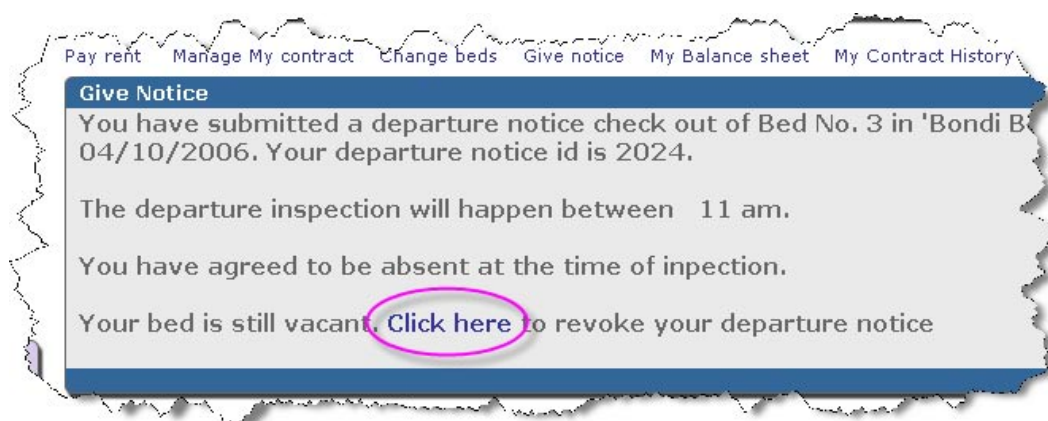 Pay rent Manage My contract Change beds Give notice My Balance sheet My Contract History
Give Notice
You have submitted a departure notice check out of Bed No. 3 in 'Bondi B
04/10/2006. Your departure notice id is 2024.
The departure inspection will happen between 11 am.
You have agreed to be absent at the time of inpection.
Your bed is still vacant. Click here to revoke your departure notice